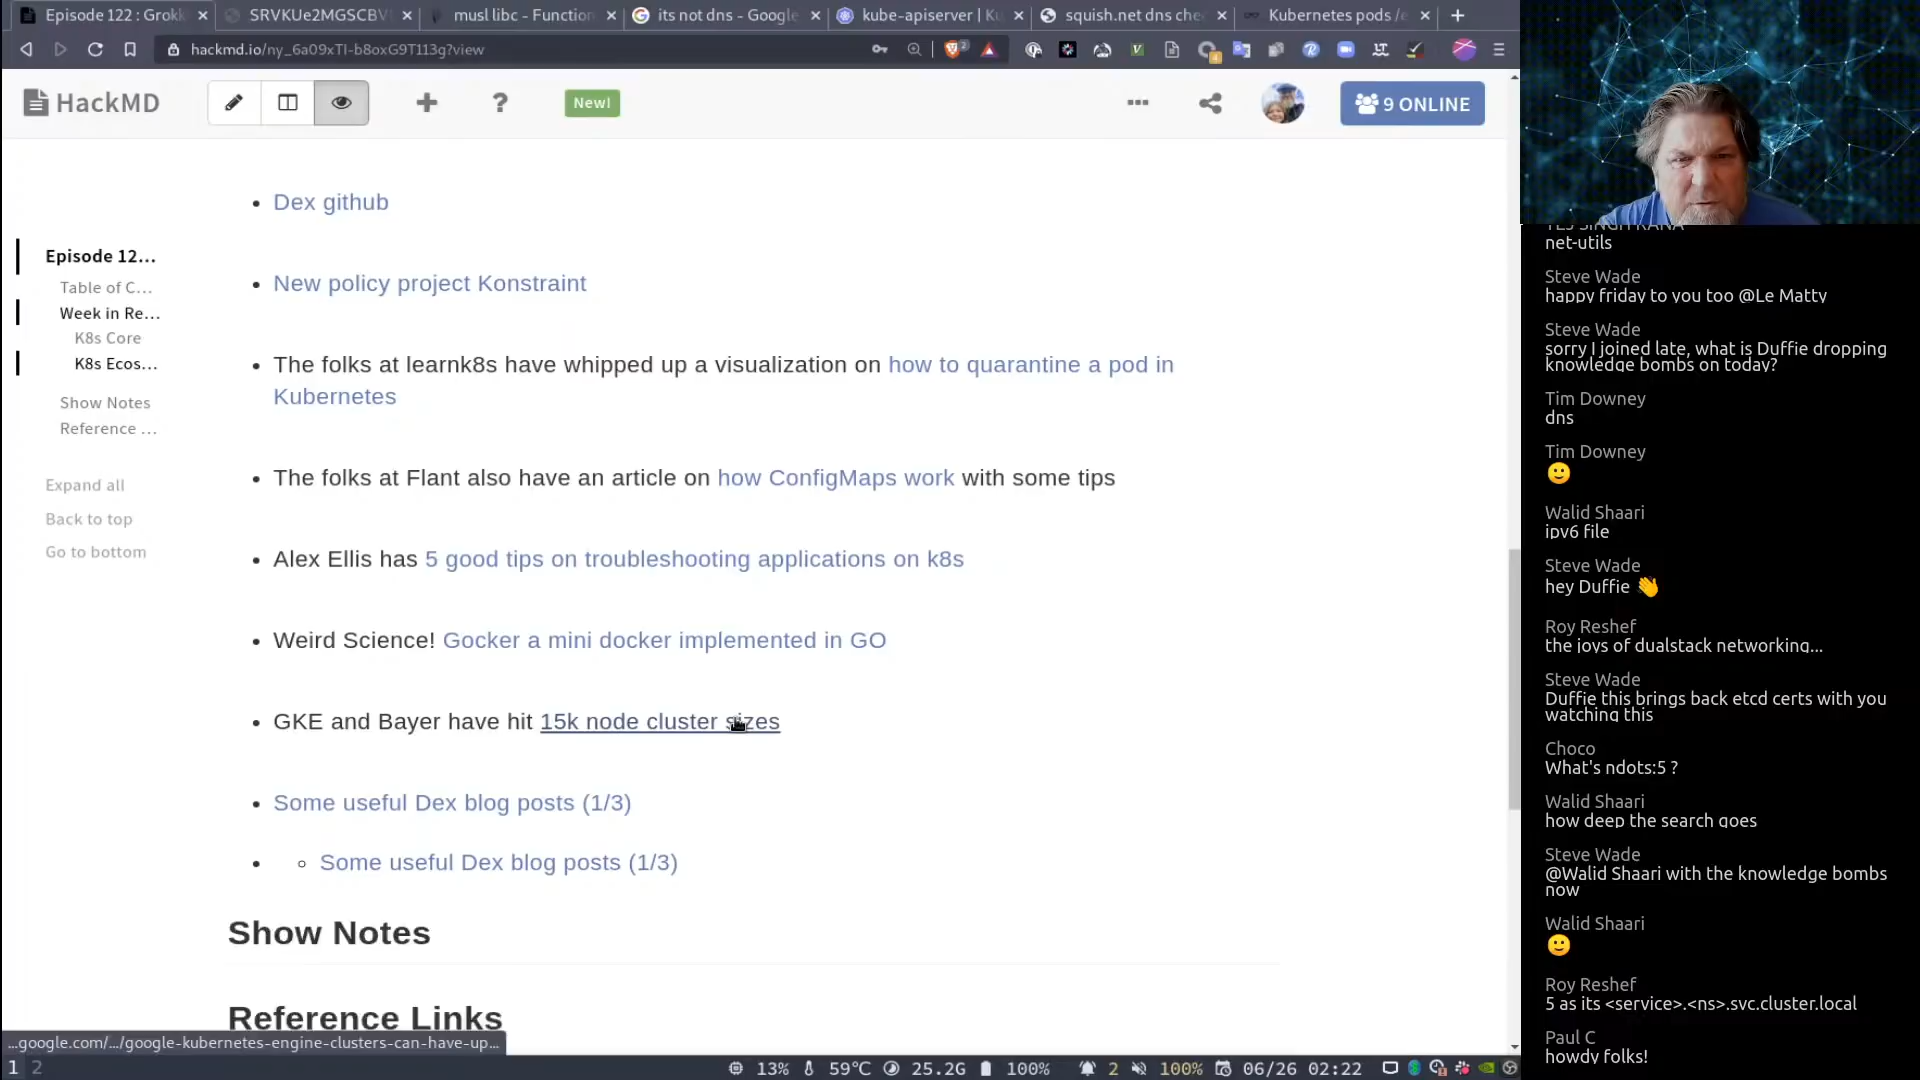 Episode 12 : Grokk
SRVKUe2MGSCBV
musl libc - Function
its not dns - Google
kube-apiserver | Ku
squish.net dns che
Kubernetes pods /e
hackmd.io/ny_6a09xTI-b8oxG9T113g?view
HackMD
New!
9 ONLINE
Episode 12...
Table of C...
Week in Re...
K8s Core
K8s Ecos...
Show Notes
Reference ...
Expand all
Back to top
Go to bottom
Dex github
New policy project Konstraint
The folks at learnk8s have whipped up a visualization on how to quarantine a pod in
Kubernetes
The folks at Flant also have an article on how ConfigMaps work with some tips
Alex Ellis has 5 good tips on troubleshooting applications on k8s
Weird Science! Gocker a mini docker implemented in GO
GKE and Bayer have hit 15k node cluster sizes
Some useful Dex blog posts (1/3)
Some useful Dex blog posts (1/3)
Show Notes
Reference Links
...google.com/.../google-kubernetes-engine-clusters-can-have-up...
net-utils
Steve Wade
happy friday to you too @Le Matty
Steve Wade
sorry I joined late, what is Duffie dropping
knowledge bombs on today?
Tim Downey
dns
Tim Downey
🙂
Walid Shaari
ipv6 file
Steve Wade
hey Duffie 👋
Roy Reshef
the joys of dualstack networking...
Steve Wade
Duffie this brings back etcd certs with you
watching this
Choco
What's ndots:5 ?
Walid Shaari
how deep the search goes
Steve Wade
@Walid Shaari with the knowledge bombs
now
Walid Shaari
🙂
Roy Reshef
5 as its <service>.<ns>.svc.cluster.local
Paul C
howdy folks!
1 2
13% 59°C 25.2G 100% 2 100% 06/26 02:22